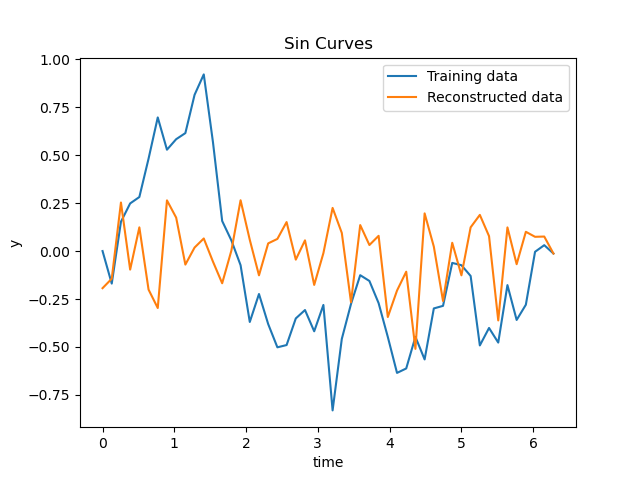 Sin Curves
Training data
Reconstructed data
1.00
0.75
0.50
0.25
0.00
−0.25
−0.50
−0.75
y
0 1 2 3 4 5 6
time